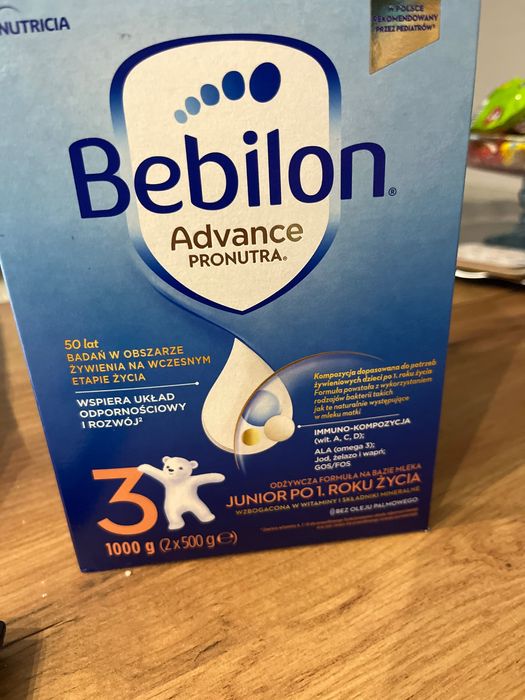 NUTRICIA
W POLSCE
REKOMENDOWANY
PRZEZ PEDIATRÓW
Bebilon®
Advance
PRONUTRA®
50 lat
BADAŃ W OBSZARZE
ŻYWIENIA NA WCZESNYM
ETAPIE ŻYCIA
WSPIERA UKŁAD
ODPORNOŚCIOWY
I ROZWÓJ²
Kompozycja dopasowana do potrzeb
żywieniowych dzieci po 1. roku życia
Formuła powstała z wykorzystaniem
rodzajów bakterii takich
jak te naturalnie występujące
w mleku matki
IMMUNO-KOMPOZYCJA
(wit. A, C, D);
ALA (omega 3);
Jod, żelazo i wapń;
GOS/FOS
3
ODŻYWCZA FORMUŁA NA BAZIE MLEKA
JUNIOR PO 1. ROKU ŻYCIA
WZBOGACONA W WITAMINY I SKŁADNIKI MINERALNE
BEZ OLEJU PALMOWEGO
1000 g (2x500 g℮)